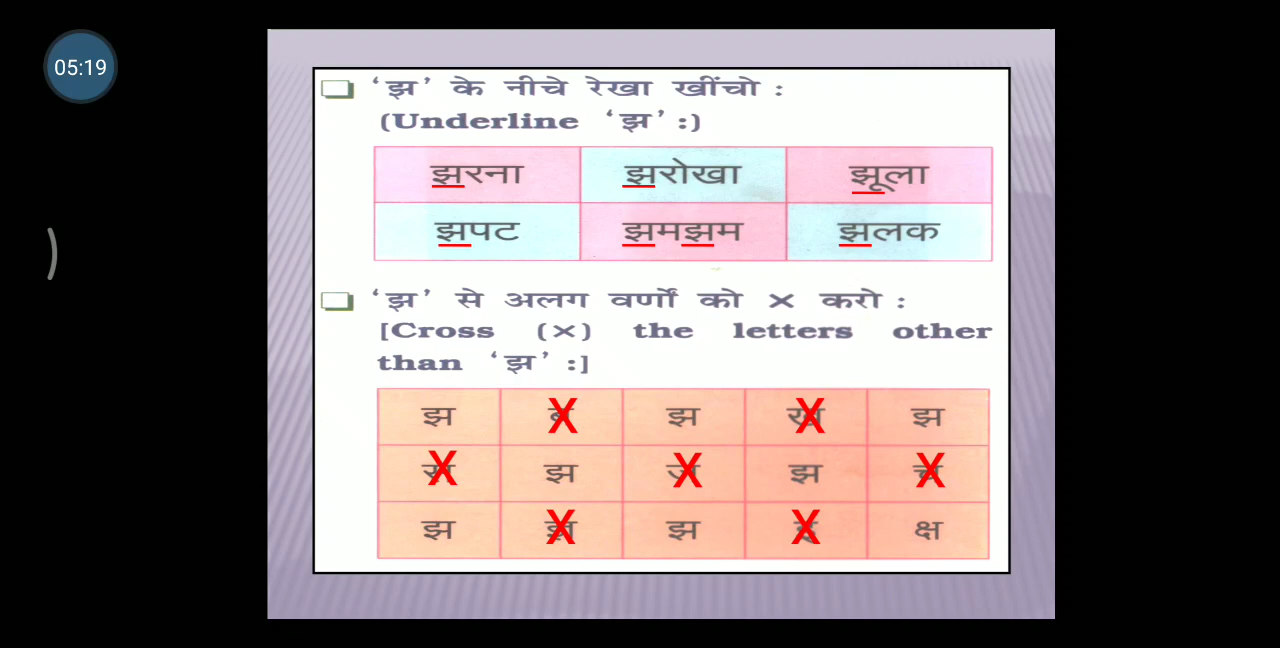 05:19
‘झ’ के नीचे रेखा खींचो :
(Underline ‘झ’ :)
झरना झरोखा झूला
झपट झमझम झलक
‘झ’ से अलग वर्णों को × करो :
[Cross (×) the letters other
than ‘झ’ :]
झ X झ ख X झ
X झ X झ च X
झ X झ X क्ष